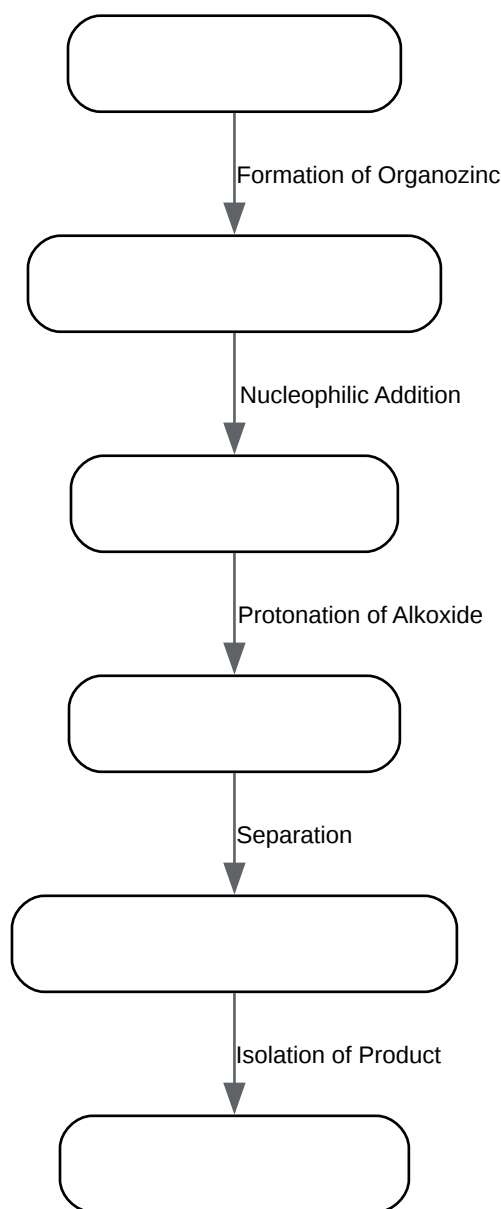 Formation of Organozinc
Nucleophilic Addition
Protonation of Alkoxide
Separation
Isolation of Product